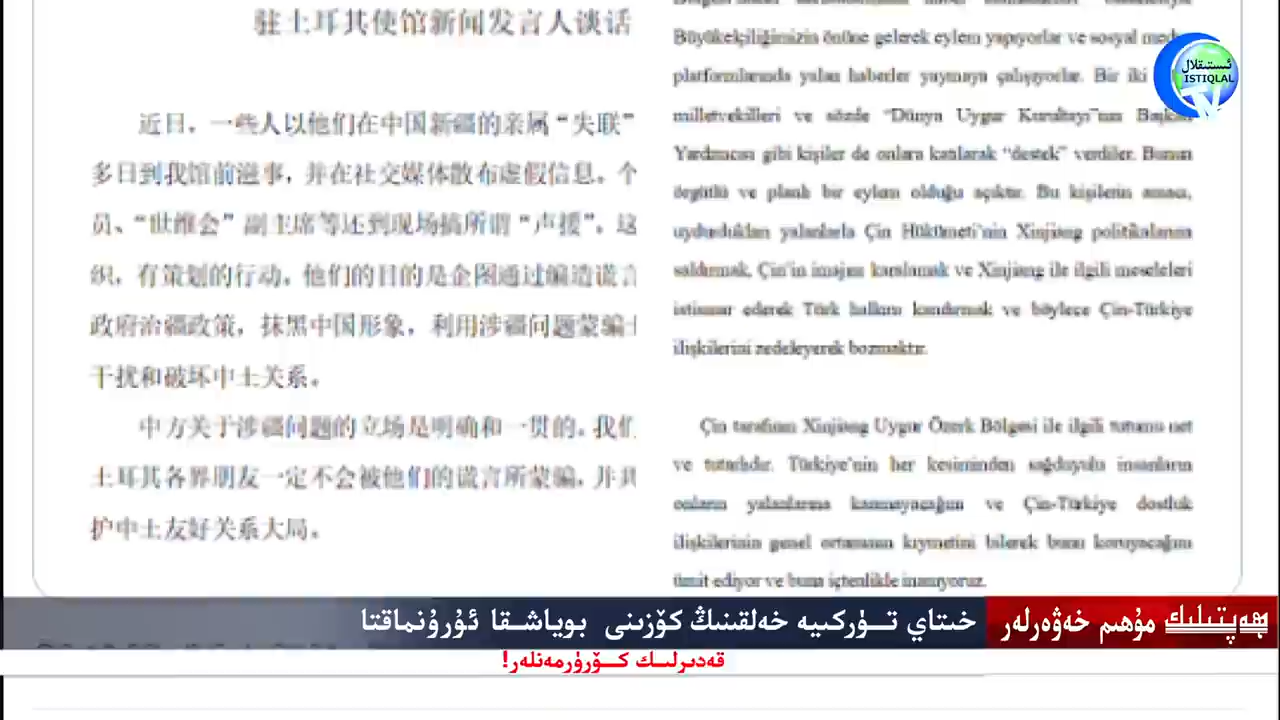 驻土耳其使馆新闻发言人谈话
近日，一些人以他们在中国新疆的亲属“失联”
多日到我馆前滋事，并在社交媒体散布虚假信息。个
员、“世维会”副主席等还到现场搞所谓“声援”。这
织，有策划的行动，他们的目的是企图通过编造谎言
政府治疆政策，抹黑中国形象，利用涉疆问题蒙骗
干扰和破坏中土关系。
中方关于涉疆问题的立场是明确和一贯的。我们
土耳其各界朋友一定不会被他们的谎言所蒙骗，并共
护中土友好关系大局。
Büyükelçiliğimizin önüne gelerek eylem yapıyorlar ve sosyal medya
platformlarında yalan haberler yaymaya çalışıyorlar. Bir iki
milletvekilleri ve sözde “Dünya Uygur Kurultayı”nın Başkan
Yardımcısı gibi kişiler de onlara katılarak “destek” verdiler. Bunun
örgütlü ve planlı bir eylem olduğu açıktır. Bu kişilerin amacı,
uydurdukları yalanlarla Çin Hükümeti’nin Xinjiang politikalarına
saldırmak, Çin’in imajını karalamak ve Xinjiang ile ilgili meseleleri
istismar ederek Türk halkını kandırmak ve böylece Çin-Türkiye
ilişkilerini zedeleyerek bozmaktır.
Çin tarafının Xinjiang Uygur Özerk Bölgesi ile ilgili tutumu net
ve tutarlıdır. Türkiye’nin her kesiminden sağduyulu insanların
onların yalanlarına kanmayacağını ve Çin-Türkiye dostluk
ilişkilerinin genel ortamının kıymetini bilerek bunu koruyacağını
ümit ediyor ve buna içtenlikle inanıyoruz.
ئىستىقلال
ISTIQLAL
ھەپتىلىك مۇھىم خەۋەرلەر
خىتاي تۈركىيە خەلقىنىڭ كۆزىنى بوياشقا ئۇرۇنماقتا
قەدىرلىك كۆرۈرمەنلەر!